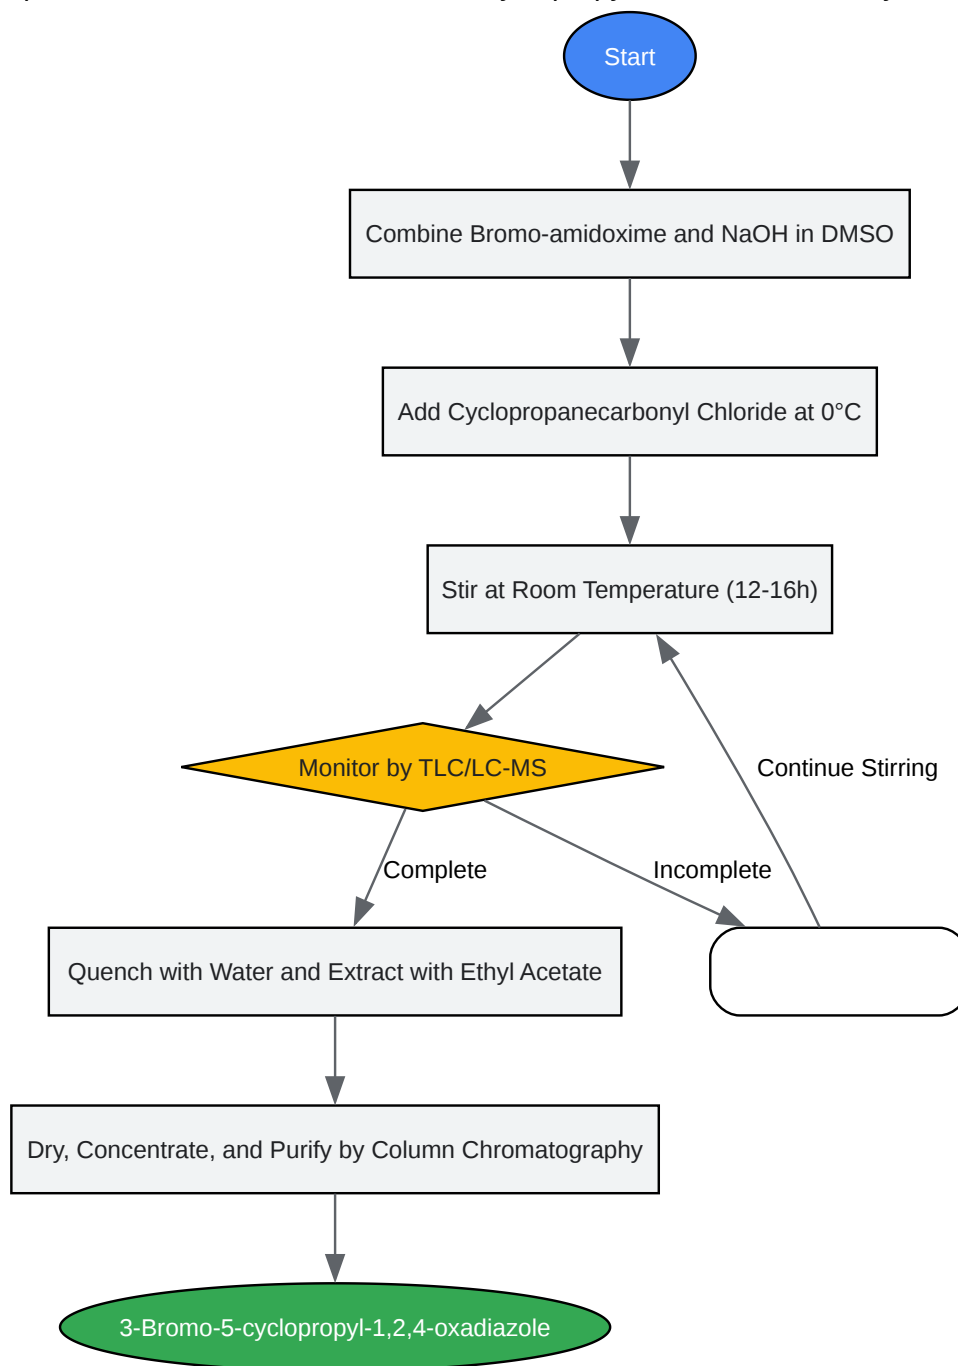 Start
Combine Bromo-amidoxime and NaOH in DMSO
Add Cyclopropanecarbonyl Chloride at 0°C
Stir at Room Temperature (12-16h)
Monitor by TLC/LC-MS
Continue Stirring
Complete
Incomplete
Quench with Water and Extract with Ethyl Acetate
Dry, Concentrate, and Purify by Column Chromatography
3-Bromo-5-cyclopropyl-1,2,4-oxadiazole